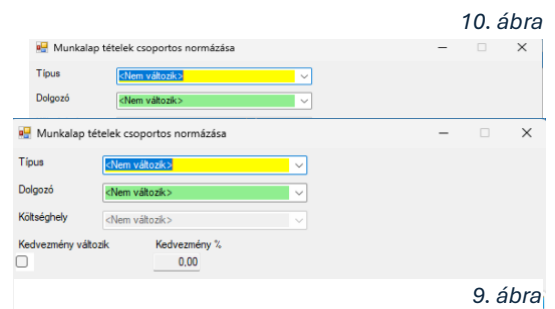 10. ábra
Munkalap tételek csoportos normázása
Típus <Nem változik>
Dolgozó <Nem változik>
Munkalap tételek csoportos normázása
Típus <Nem változik>
Dolgozó <Nem változik>
Költséghely <Nem változik>
Kedvezmény változik Kedvezmény %
0,00
9. ábra